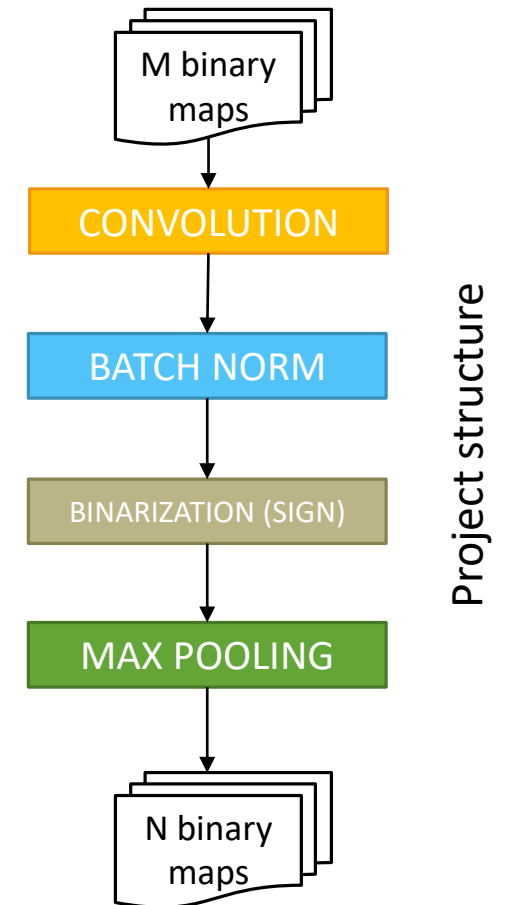 M binary
maps
CONVOLUTION
BATCH NORM
BINARIZATION (SIGN)
MAX POOLING
N binary
maps
Project structure